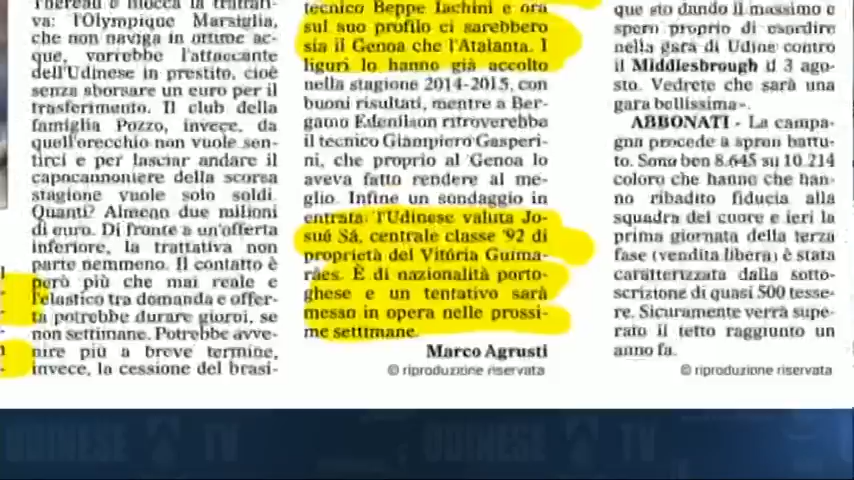 Thereau e blocca la trattati-
va: l'Olympique Marsiglia,
che non naviga in ottime ac-
que, vorrebbe l'attaccante
dell'Udinese in prestito, cioè
senza sborsare un euro per il
trasferimento. Il club della
famiglia Pozzo, invece, da
quell'orecchio non vuole sen-
tirci e per lasciar andare il
capocannoniere della scorsa
stagione vuole solo soldi.
Quanti? Almeno due milioni
di euro. Di fronte a un'offerta
inferiore, la trattativa non
parte nemmeno. Il contatto è
però più che mai reale e
l'elastico tra domanda e offer-
ta potrebbe durare giorni, se
non settimane. Potrebbe avve-
nire più a breve termine,
invece, la cessione del brasi-
tecnico Beppe Iachini e ora
sul suo profilo ci sarebbero
sia il Genoa che l'Atalanta. I
liguri lo hanno già accolto
nella stagione 2014-2015, con
buoni risultati, mentre a Ber-
gamo Edenilson ritroverebbe
il tecnico Giampiero Gasperi-
ni, che proprio al Genoa lo
aveva fatto rendere al me-
glio. Infine un sondaggio in
entrata: l'Udinese valuta Jo-
sué Sá, centrale classe '92 di
proprietà del Vitória Guima-
rães. È di nazionalità porto-
ghese e un tentativo sarà
messo in opera nelle prossi-
me settimane.
Marco Agrusti
© riproduzione riservata
que sto dando il massimo e
spero proprio di esordire
nella gara di Udine contro
il Middlesbrough il 3 ago-
sto. Vedrete che sarà una
gara bellissima».
ABBONATI - La campa-
gna procede a spron battu-
to. Sono ben 8.645 su 10.214
coloro che hanno che han-
no ribadito fiducia alla
squadra del cuore e ieri la
prima giornata della terza
fase (vendita libera) è stata
caratterizzata dalla sotto-
scrizione di quasi 500 tesse-
re. Sicuramente verrà supe-
rato il tetto raggiunto un
anno fa.
© riproduzione riservata
UDINESE TV UDINESE TV